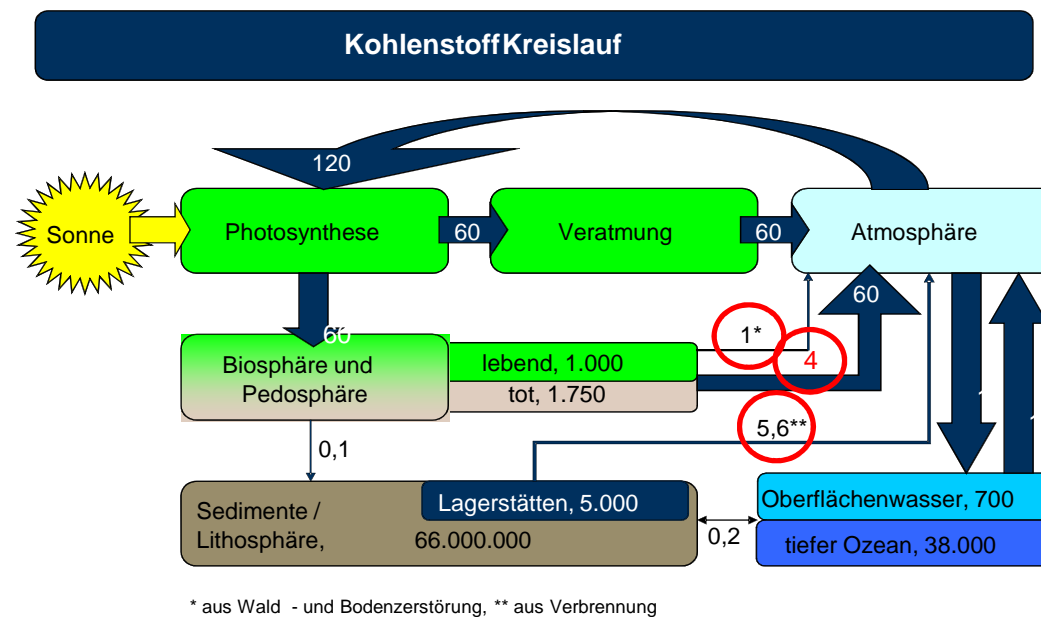 KohlenstoffKreislauf
120
Sonne
Photosynthese
60
Veratmung
60
Atmosphäre
60
60
1*
4
Biosphäre und
Pedosphäre
lebend, 1.000
tot, 1.750
5,6**
0,1
Sedimente /
Lithosphäre, 66.000.000
Lagerstätten, 5.000
0,2
Oberflächenwasser, 700
tiefer Ozean, 38.000
* aus Wald - und Bodenzerstörung, ** aus Verbrennung